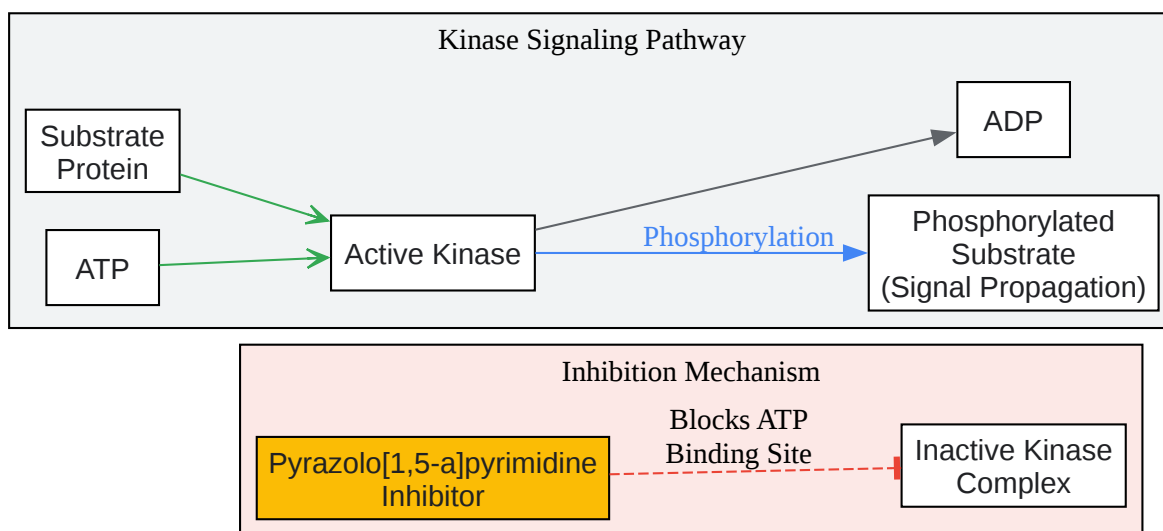 Kinase Signaling Pathway
Substrate
Protein
ATP
Active Kinase
Phosphorylation
ADP
Phosphorylated
Substrate
(Signal Propagation)
Inhibition Mechanism
Pyrazolo[1,5-a]pyrimidine
Inhibitor
Blocks ATP
Binding Site
Inactive Kinase
Complex